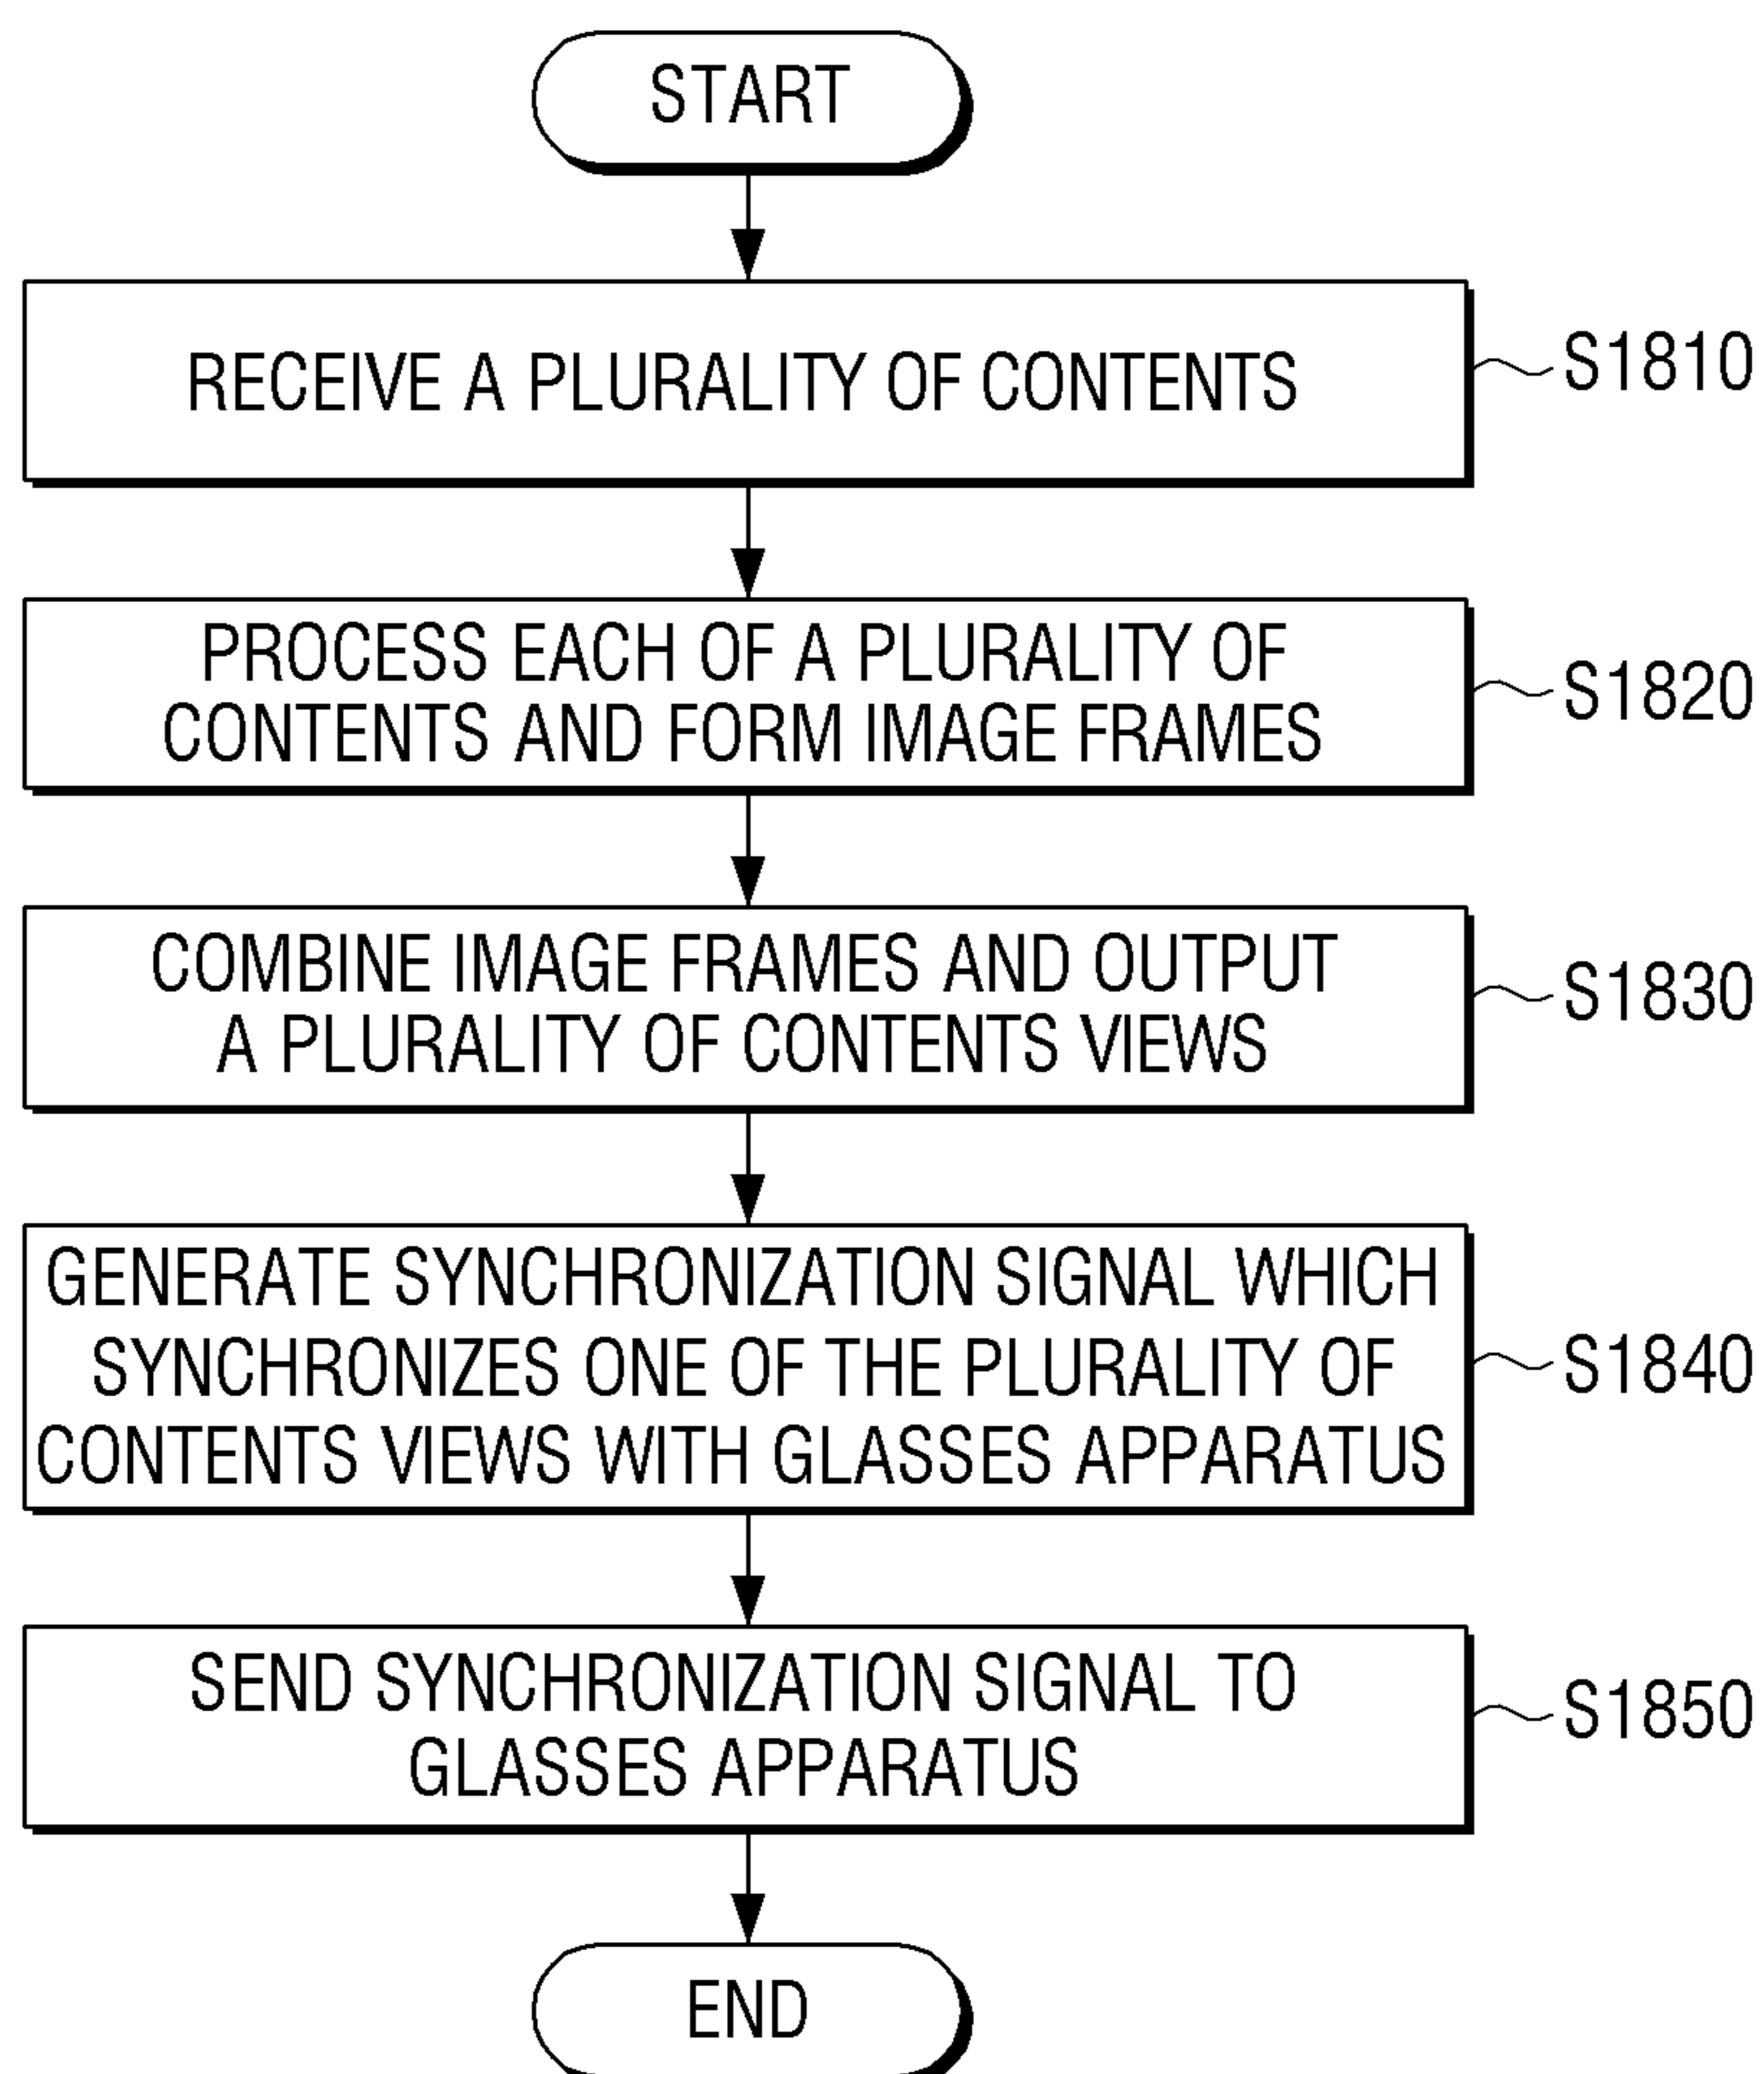 START
RECEIVE A PLURALITY OF CONTENTS
S1810
PROCESS EACH OF A PLURALITY OF
CONTENTS AND FORM IMAGE FRAMES
S1820
COMBINE IMAGE FRAMES AND OUTPUT
A PLURALITY OF CONTENTS VIEWS
S1830
GENERATE SYNCHRONIZATION SIGNAL WHICH
SYNCHRONIZES ONE OF THE PLURALITY OF
CONTENTS VIEWS WITH GLASSES APPARATUS
S1840
SEND SYNCHRONIZATION SIGNAL TO
GLASSES APPARATUS
S1850
END